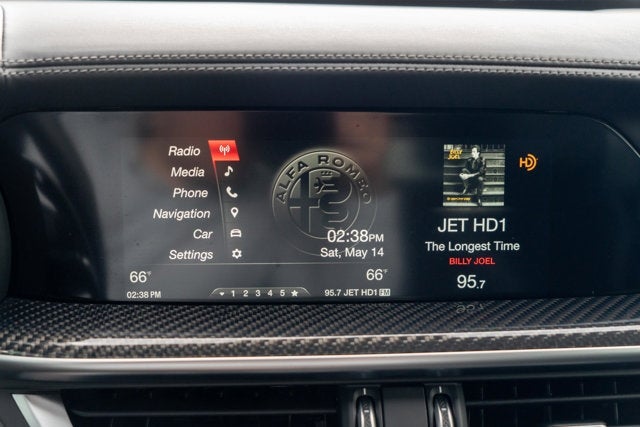 Radio
Media
Phone
Navigation
Car
Settings
66°F
02:38 PM
ALFA ROMEO
02:38PM
Sat, May 14
66°F
1 2 3 4 5
95.7 JET HD1 FM
BILLY
JOEL
HD
JET HD1
The Longest Time
BILLY JOEL
95.7